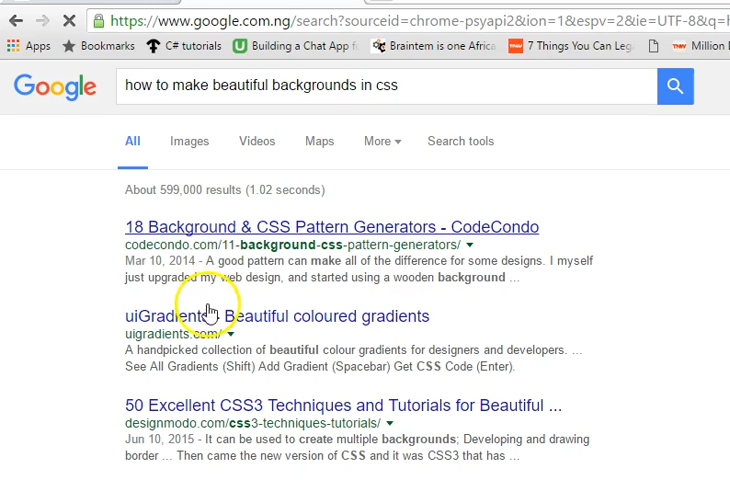 https://www.google.com.ng/search?sourceid=chrome-psyapi2&ion=1&espv=2&ie=UTF-8&q=h
Apps Bookmarks C# tutorials Building a Chat App f Braintem is one Africa 7 Things You Can Leg Million D
Google how to make beautiful backgrounds in css
All Images Videos Maps More Search tools
About 599,000 results (1.02 seconds)
18 Background & CSS Pattern Generators - CodeCondo
codecondo.com/11-background-css-pattern-generators/
Mar 10, 2014 - A good pattern can make all of the difference for some designs. I myself
just upgraded my web design, and started using a wooden background ...
uiGradients - Beautiful coloured gradients
uigradients.com/
A handpicked collection of beautiful colour gradients for designers and developers. ...
See All Gradients (Shift) Add Gradient (Spacebar) Get CSS Code (Enter).
50 Excellent CSS3 Techniques and Tutorials for Beautiful ...
designmodo.com/css3-techniques-tutorials/
Jun 10, 2015 - It can be used to create multiple backgrounds; Developing and drawing
border ... Then came the new version of CSS and it was CSS3 that has ...